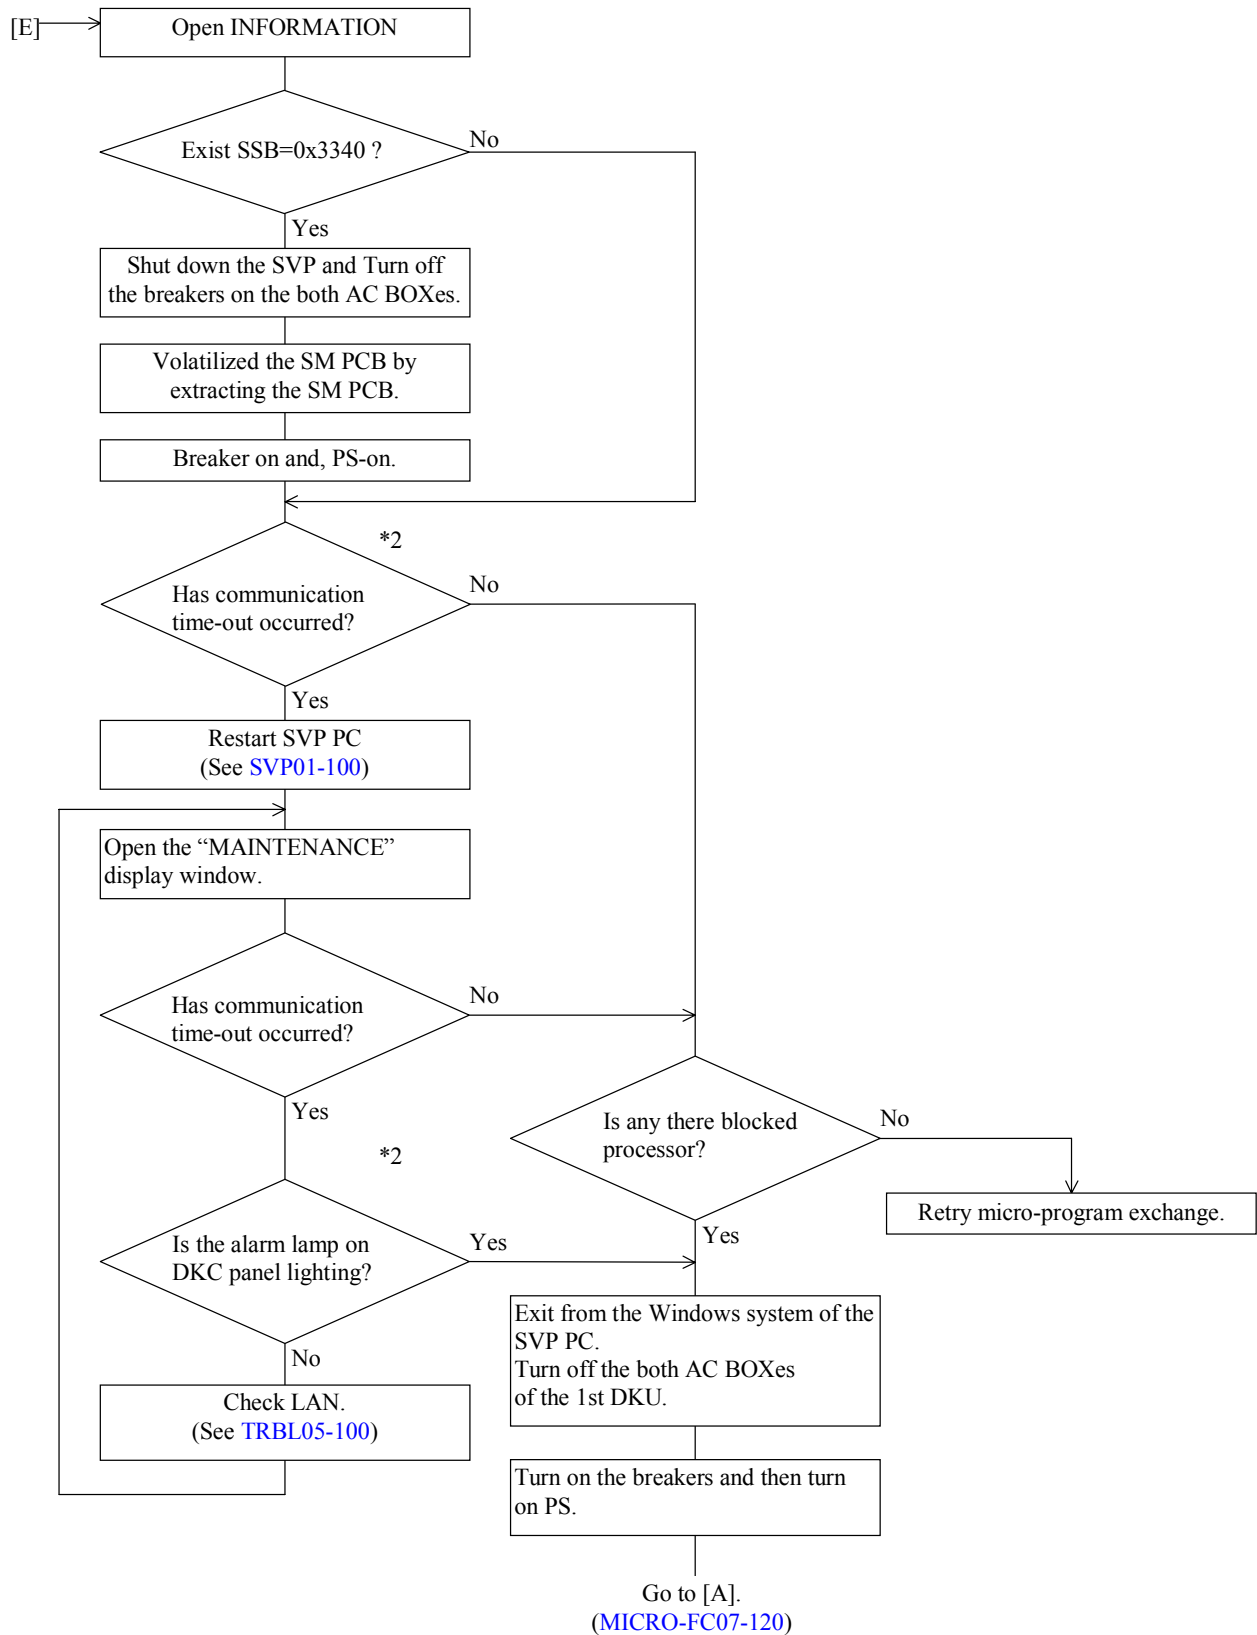 [E]
Open INFORMATION
Exist SSB=0x3340 ?
No
Yes
Shut down the SVP and Turn off
the breakers on the both AC BOXes.
Volatilized the SM PCB by
extracting the SM PCB.
Breaker on and, PS-on.
*2
Has communication
time-out occurred?
No
Yes
Restart SVP PC
(See SVP01-100)
Open the “MAINTENANCE”
display window.
Has communication
time-out occurred?
No
Yes
Is any there blocked
processor?
No
Yes
Retry micro-program exchange.
*2
Is the alarm lamp on
DKC panel lighting?
Yes
No
Check LAN.
(See TRBL05-100)
Exit from the Windows system of the
SVP PC.
Turn off the both AC BOXes
of the 1st DKU.
Turn on the breakers and then turn
on PS.
Go to [A].
(MICRO-FC07-120)